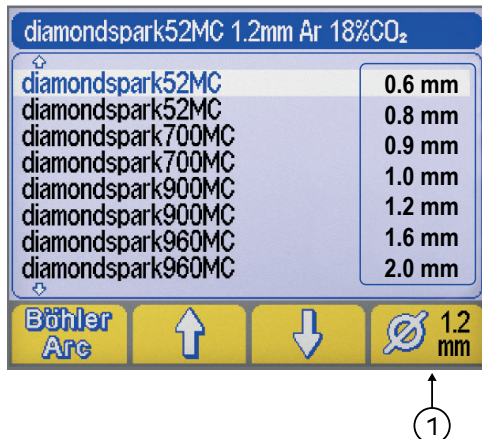 diamondspark52MC 1.2mm Ar 18%CO₂
diamondspark52MC
diamondspark52MC
diamondspark700MC
diamondspark700MC
diamondspark900MC
diamondspark900MC
diamondspark960MC
diamondspark960MC
0.6 mm
0.8 mm
0.9 mm
1.0 mm
1.2 mm
1.6 mm
2.0 mm
Böhler
Arc
Ø 1.2
mm
1